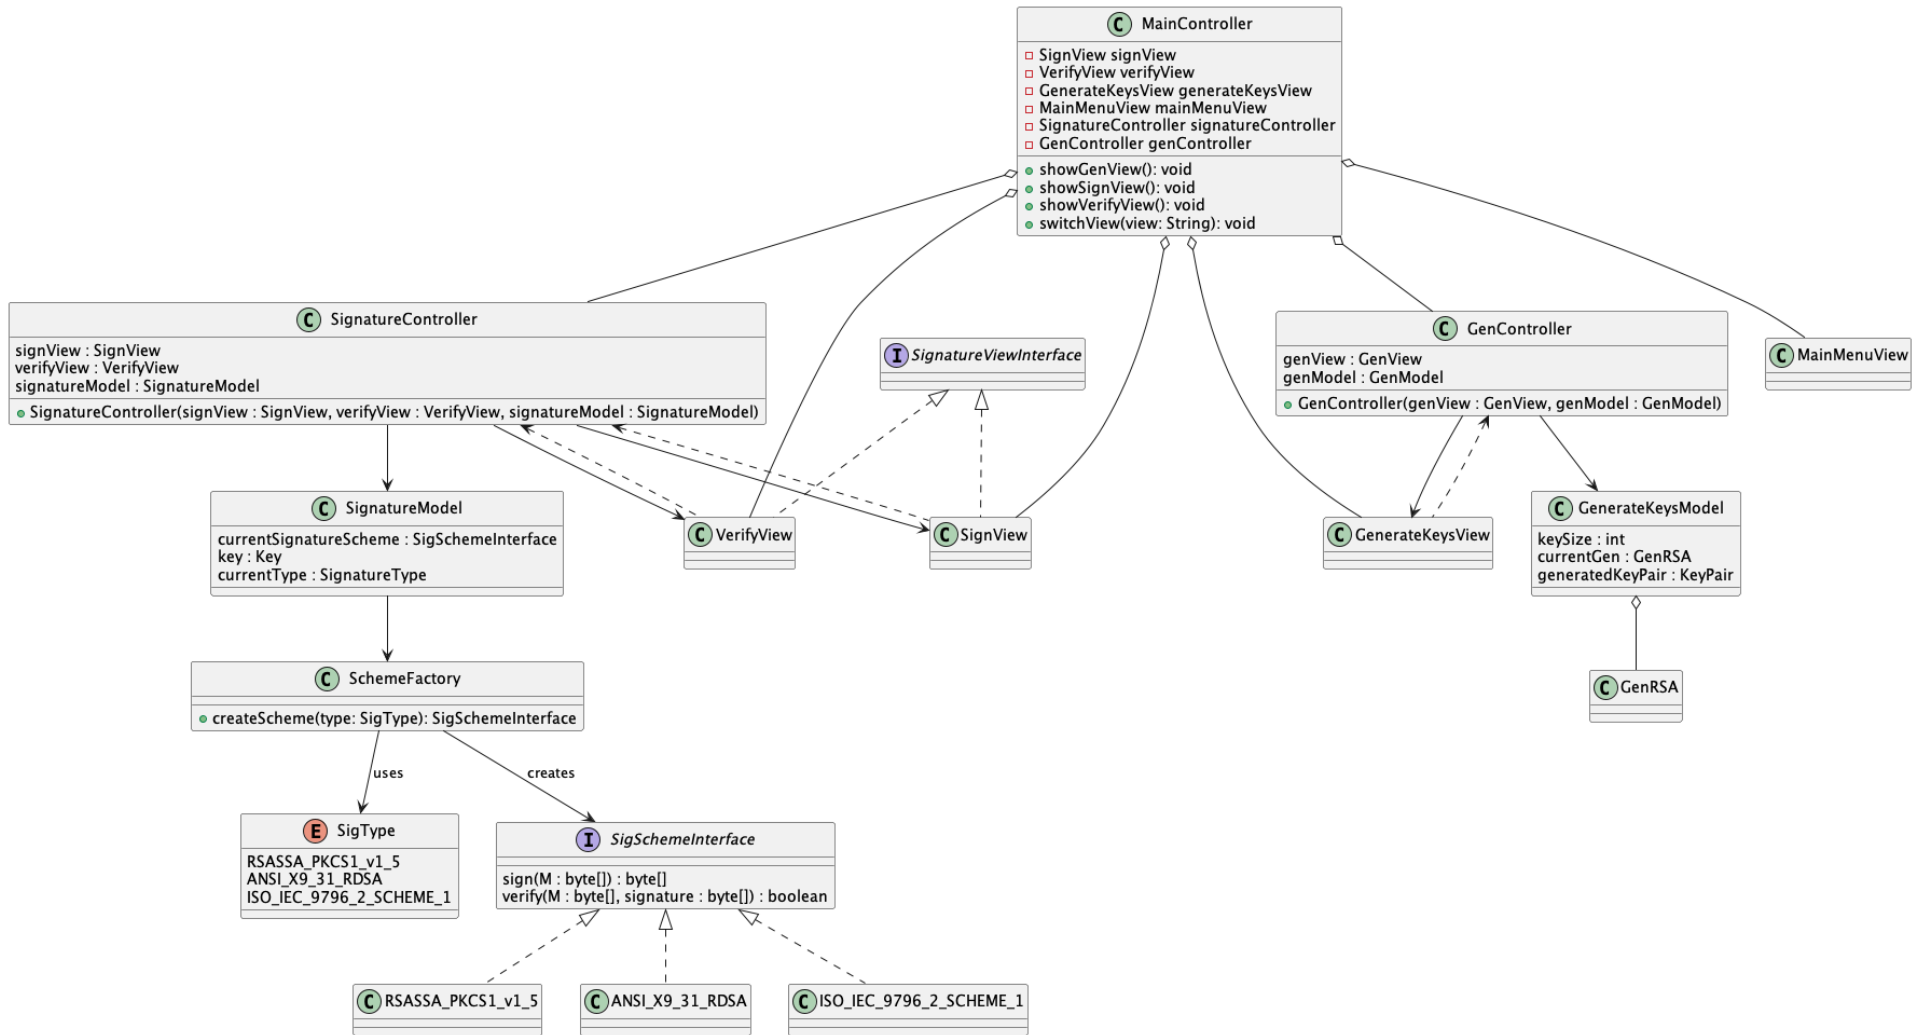 C MainController
SignView signView
VerifyView verifyView
GenerateKeysView generateKeysView
MainMenuView mainMenuView
SignatureController signatureController
GenController genController
showGenView(): void
showSignView(): void
showVerifyView(): void
switchView(view: String): void
C SignatureController
signView : SignView
verifyView : VerifyView
signatureModel : SignatureModel
SignatureController(signView : SignView, verifyView : VerifyView, signatureModel : SignatureModel)
I SignatureViewInterface
C GenController
genView : GenView
genModel : GenModel
GenController(genView : GenView, genModel : GenModel)
C MainMenuView
C SignatureModel
currentSignatureScheme : SigSchemeInterface
key : Key
currentType : SignatureType
C VerifyView
C SignView
C GenerateKeysView
C GenerateKeysModel
keySize : int
currentGen : GenRSA
generatedKeyPair : KeyPair
C SchemeFactory
createScheme(type: SigType): SigSchemeInterface
C GenRSA
uses
creates
E SigType
RSASSA_PKCS1_v1_5
ANSI_X9_31_RDSA
ISO_IEC_9796_2_SCHEME_1
I SigSchemeInterface
sign(M : byte[]) : byte[]
verify(M : byte[], signature : byte[]) : boolean
C RSASSA_PKCS1_v1_5
C ANSI_X9_31_RDSA
C ISO_IEC_9796_2_SCHEME_1